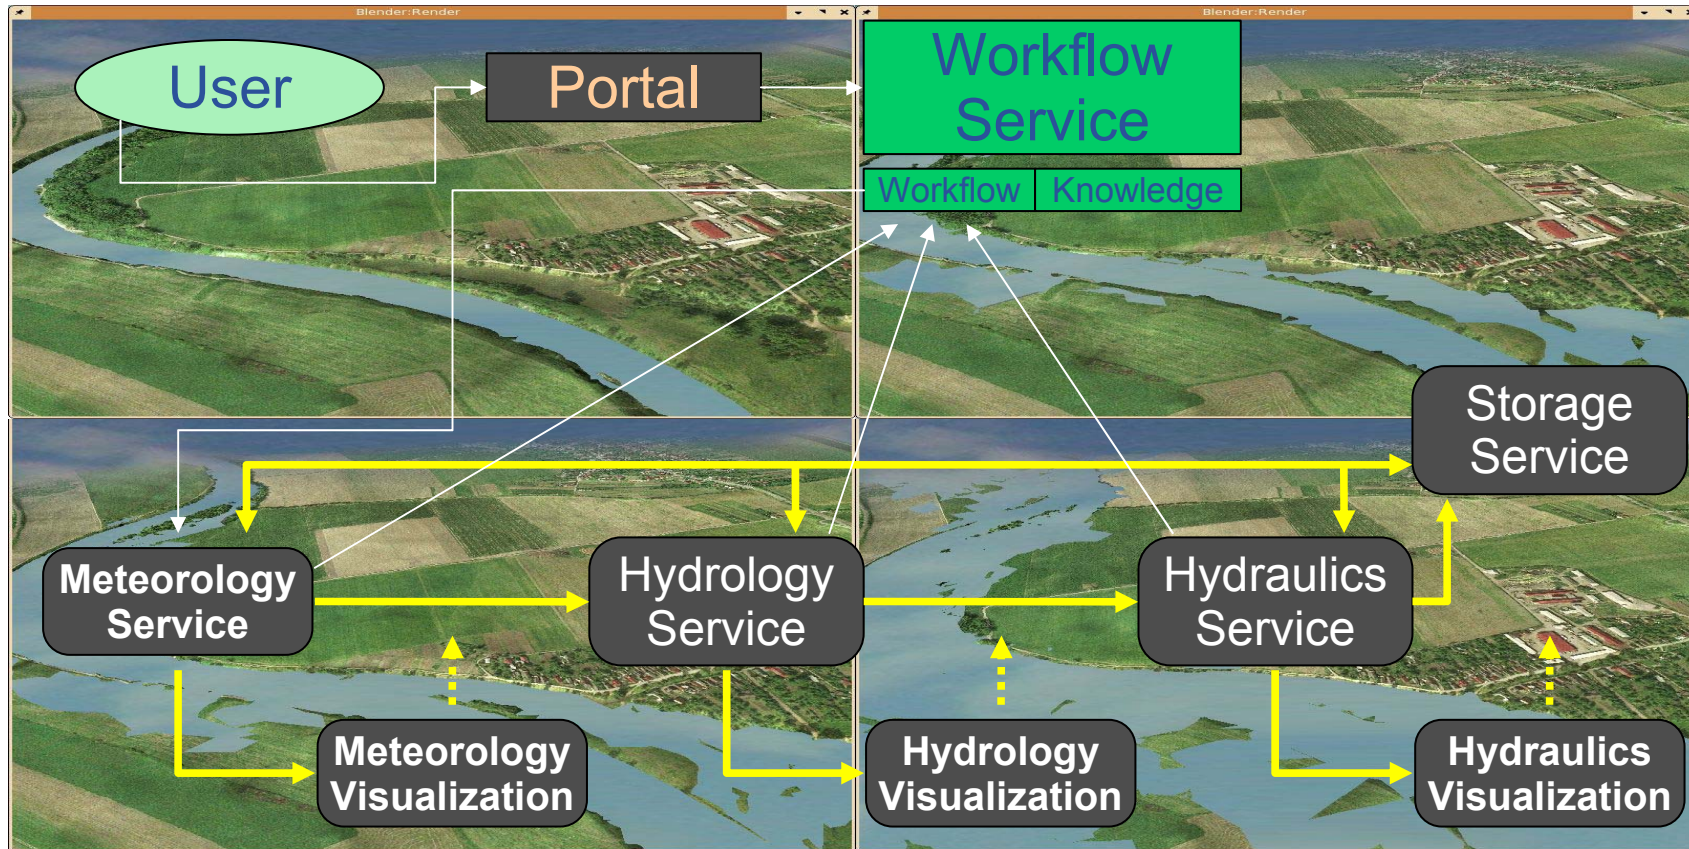 Blender:Render
Blender:Render
User
Portal
Workflow
Service
Workflow
Knowledge
Storage
Service
Meteorology
Service
Hydrology
Service
Hydraulics
Service
Meteorology
Visualization
Hydrology
Visualization
Hydraulics
Visualization